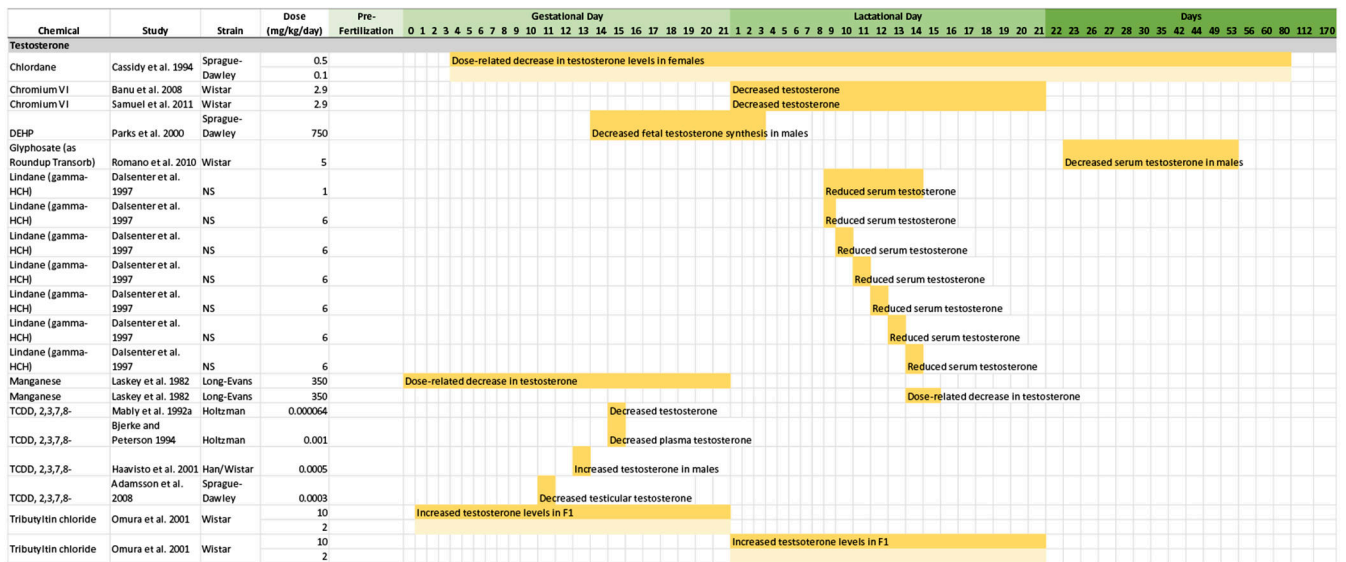 Dose Pre- Gestational Day Lactational Day Days
Chemical Study Strain (mg/kg/day) Fertilization 0 1 2 3 4 5 6 7 8 9 10 11 12 13 14 15 16 17 18 19 20 21 1 2 3 4 5 6 7 8 9 10 11 12 13 14 15 16 17 18 19 20 21 22 23 26 27 28 30 35 42 44 49 53 60 80 112 170
Testosterone
Chlordane Cassidy et al. 1994 Sprague- 0.5 Dose-related decrease in testosterone levels in females
Dawley 0.1
Chromium VI Banu et al. 2008 Wistar 2.9 Decreased testosterone
Chromium VI Samuel et al. 2011 Wistar 2.9 Decreased testosterone
Sprague-
DEHP Parks et al. 2000 Dawley 750 Decreased fetal testosterone synthesis in males
Glyphosate (as
Roundup Transorb) Romano et al. 2010 Wistar 5 Decreased serum testosterone in males
Lindane (gamma- Dalsenter et al.
HCH) 1997 NS 1 Reduced serum testosterone
Lindane (gamma- Dalsenter et al.
HCH) 1997 NS 6 Reduced serum testosterone
Lindane (gamma- Dalsenter et al.
HCH) 1997 NS 6 Reduced serum testosterone
Lindane (gamma- Dalsenter et al.
HCH) 1997 NS 6 Reduced serum testosterone
Lindane (gamma- Dalsenter et al.
HCH) 1997 NS 6 Reduced serum testosterone
Lindane (gamma- Dalsenter et al.
HCH) 1997 NS 6 Reduced serum testosterone
Lindane (gamma- Dalsenter et al.
HCH) 1997 NS 6 Reduced serum testosterone
Manganese Laskey et al. 1982 Long-Evans 350 Dose-related decrease in testosterone
Manganese Laskey et al. 1982 Long-Evans 350 Dose-related decrease in testosterone
TCDD, 2,3,7,8- Mably et al. 1992a Holtzman 0.000064 Decreased testosterone
Bjerke and
TCDD, 2,3,7,8- Peterson 1994 Holtzman 0.001 Decreased plasma testosterone
TCDD, 2,3,7,8- Haavisto et al. 2001 Han/Wistar 0.0005 Increased testosterone in males
Adamsson et al. Sprague-
TCDD, 2,3,7,8- 2008 Dawley 0.0003 Decreased testicular testosterone
Tributyltin chloride Omura et al. 2001 Wistar 10 Increased testosterone levels in F1
2
Tributyltin chloride Omura et al. 2001 Wistar 10 Increased testsoterone levels in F1
2